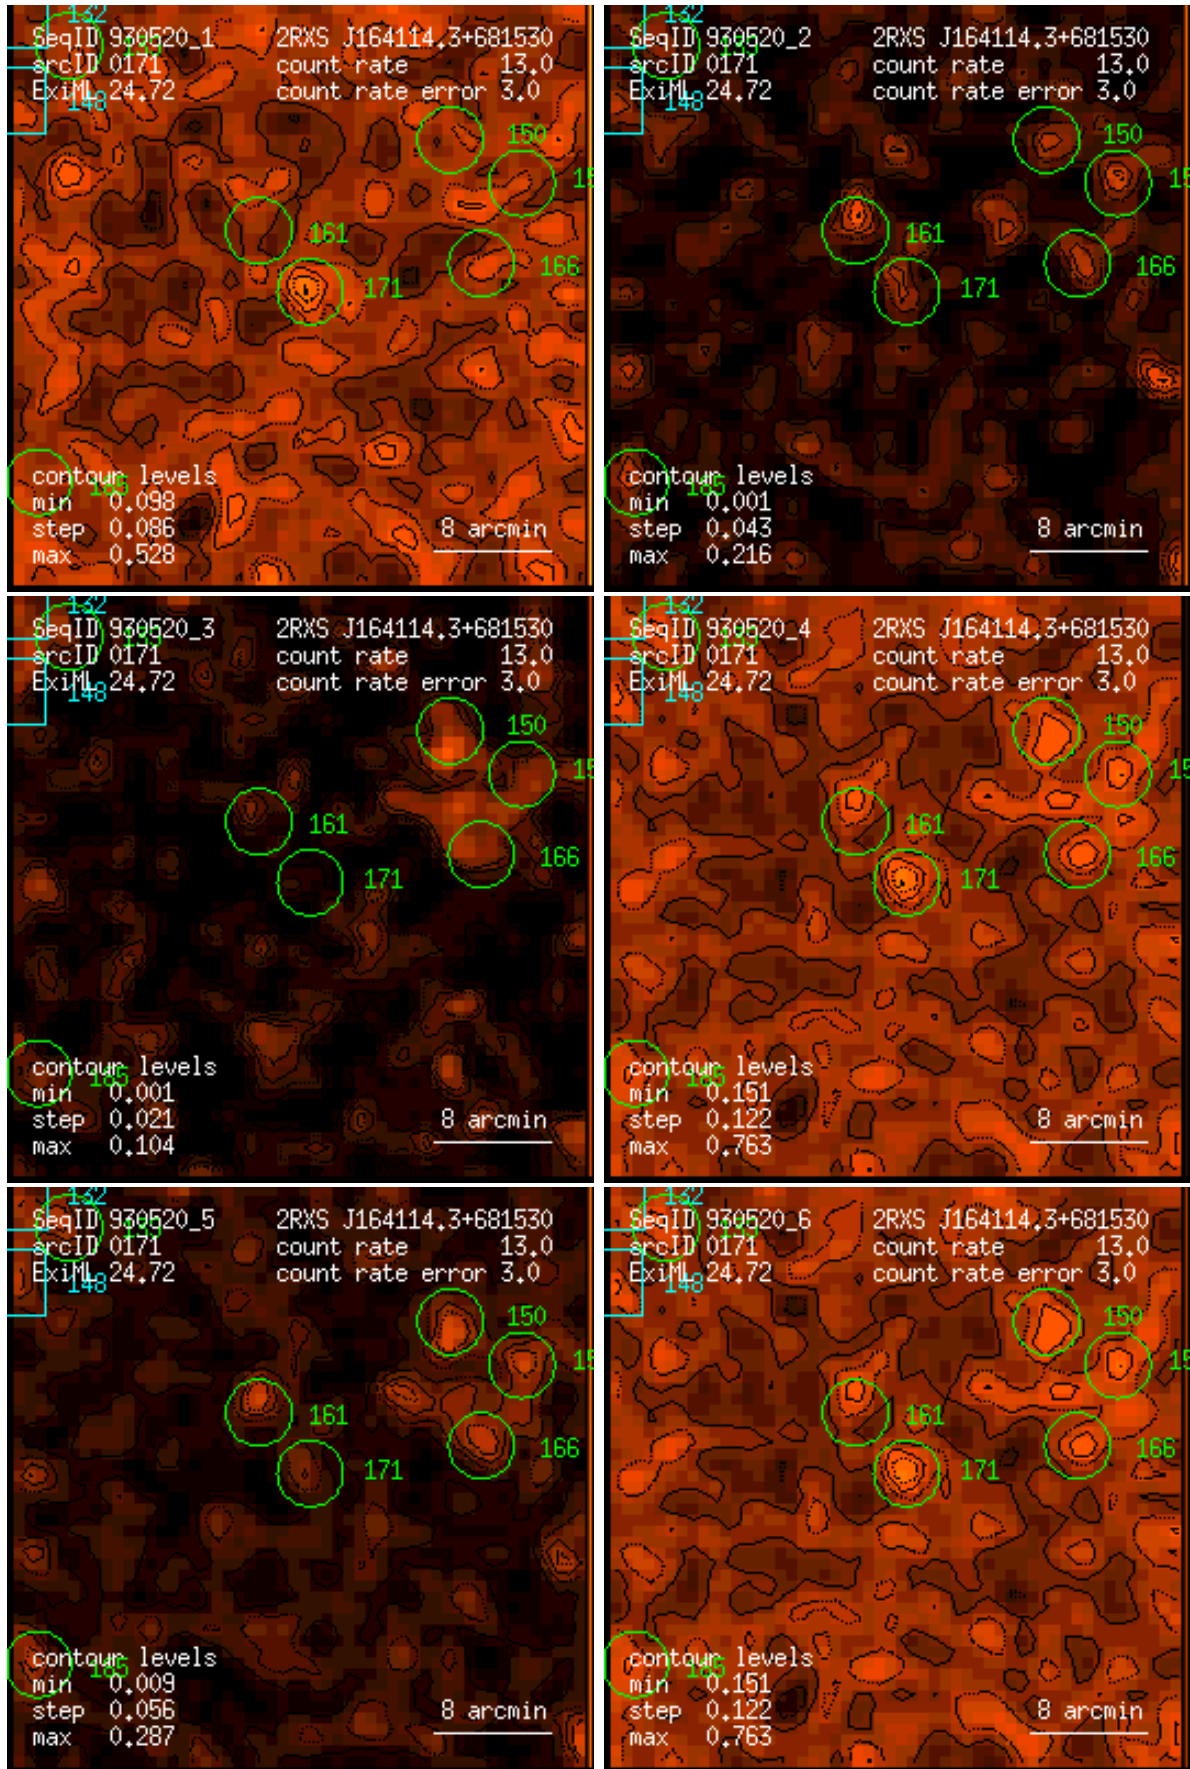 132
SeqID 930520_1 2RXS J164114.3+681530
srcID 0171 count rate 13.0
ExiML 24.72 count rate error 3.0
148
150
15
161
166
171
contour levels
185
min 0.098
step 0.086 8 arcmin
max 0.528
132
SeqID 930520_2 2RXS J164114.3+681530
srcID 0171 count rate 13.0
ExiML 24.72 count rate error 3.0
148
150
15
161
166
171
contour levels
185
min 0.001
step 0.043 8 arcmin
max 0.216
132
SeqID 930520_3 2RXS J164114.3+681530
srcID 0171 count rate 13.0
ExiML 24.72 count rate error 3.0
148
150
15
161
166
171
contour levels
185
min 0.001
step 0.021 8 arcmin
max 0.104
132
SeqID 930520_4 2RXS J164114.3+681530
srcID 0171 count rate 13.0
ExiML 24.72 count rate error 3.0
148
150
15
161
166
171
contour levels
185
min 0.151
step 0.122 8 arcmin
max 0.763
132
SeqID 930520_5 2RXS J164114.3+681530
srcID 0171 count rate 13.0
ExiML 24.72 count rate error 3.0
148
150
15
161
166
171
contour levels
185
min 0.009
step 0.056 8 arcmin
max 0.287
132
SeqID 930520_6 2RXS J164114.3+681530
srcID 0171 count rate 13.0
ExiML 24.72 count rate error 3.0
148
150
15
161
166
171
contour levels
185
min 0.151
step 0.122 8 arcmin
max 0.763